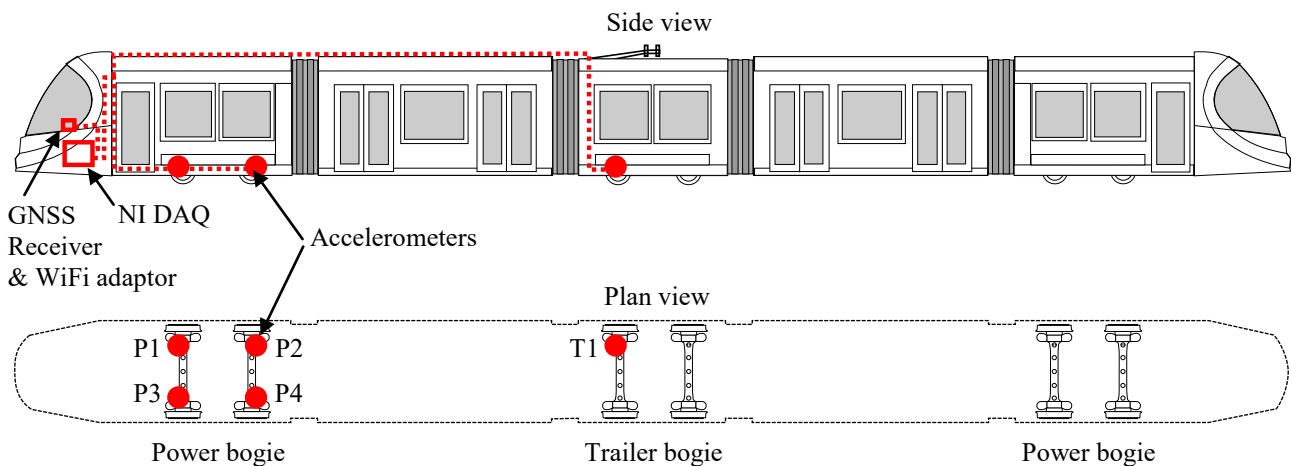 Side view
GNSS
Receiver
& WiFi adaptor
NI DAQ
Accelerometers
Plan view
P1
P2
T1
P3
P4
Power bogie
Trailer bogie
Power bogie